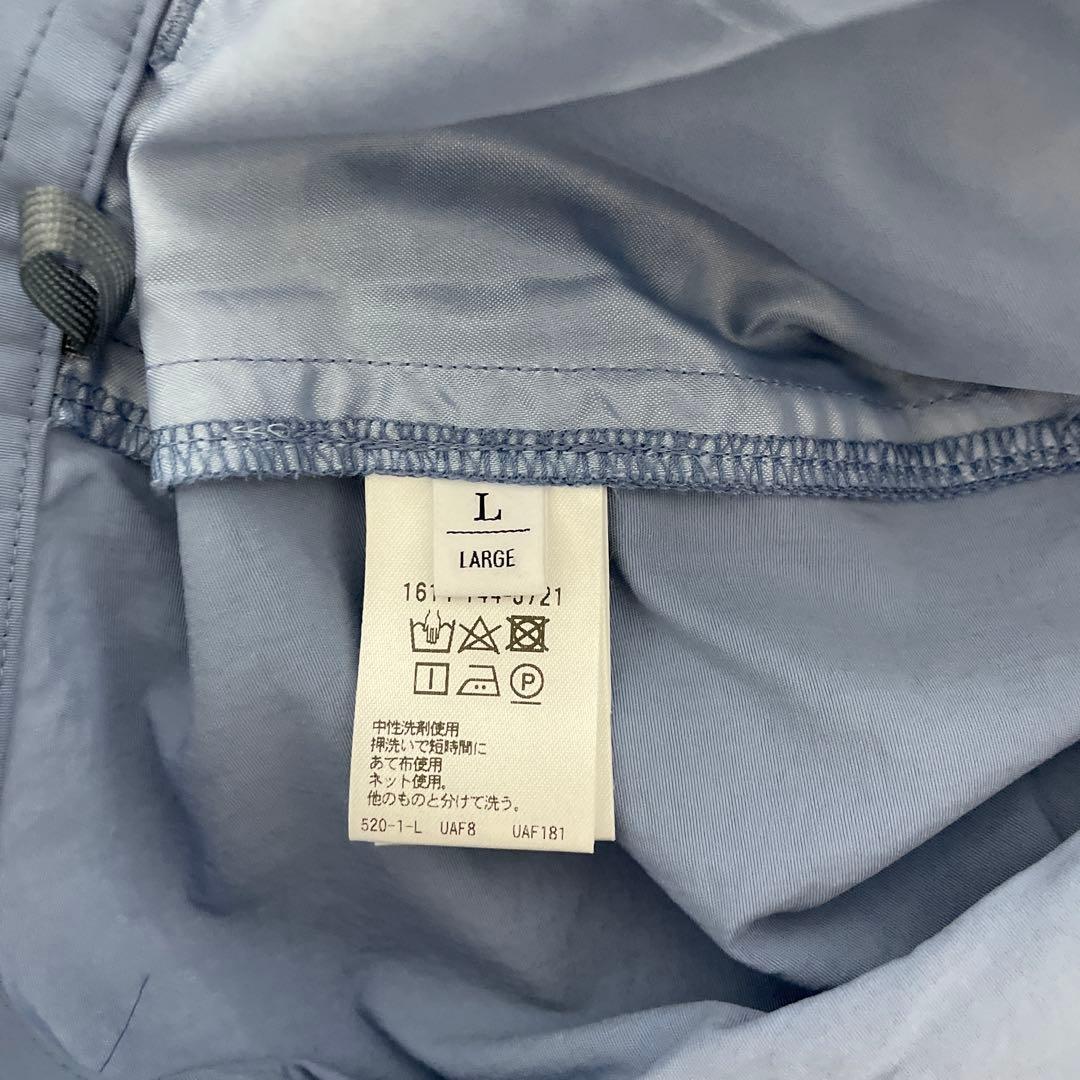 L
LARGE
P
中性洗剤使用
押洗いで短時間に
あて布使用
ネット使用。
他のものと分けて洗う。
520-1-L UAF8 UAF181